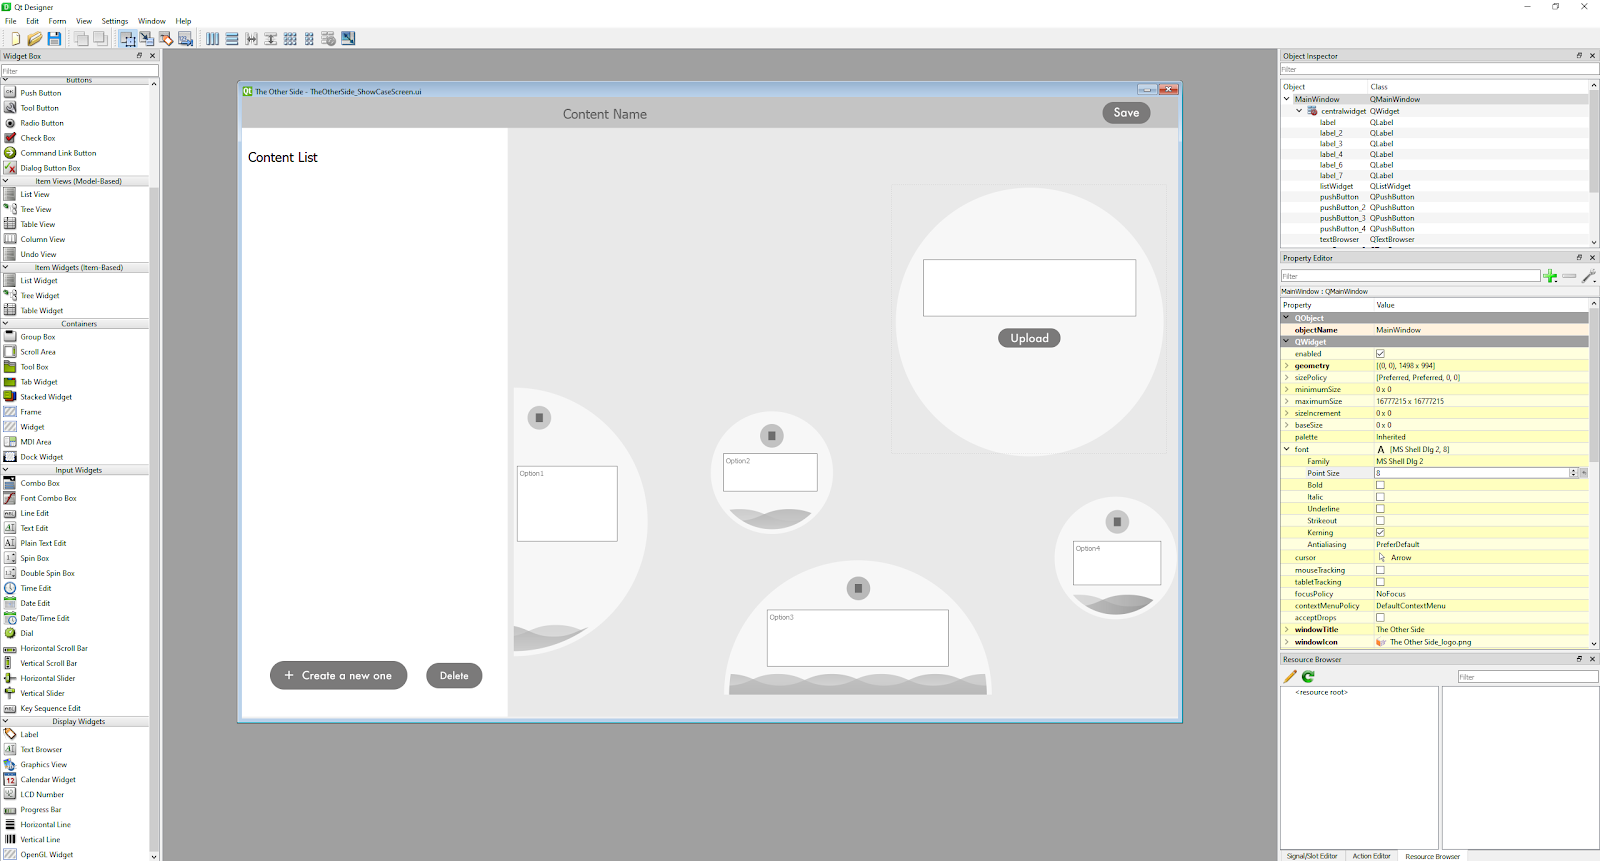 Qt Designer
File Edit Form View Settings Window Help
Widget Box
Filter
Buttons
Push Button
Tool Button
Radio Button
Check Box
Command Link Button
Dialog Button Box
Item Views (Model-Based)
List View
Tree View
Table View
Column View
Undo View
Item Widgets (Item-Based)
List Widget
Tree Widget
Table Widget
Containers
Group Box
Scroll Area
Tool Box
Tab Widget
Stacked Widget
Frame
Widget
MDI Area
Dock Widget
Input Widgets
Combo Box
Font Combo Box
Line Edit
Text Edit
Plain Text Edit
Spin Box
Double Spin Box
Time Edit
Date Edit
Date/Time Edit
Dial
Horizontal Scroll Bar
Vertical Scroll Bar
Horizontal Slider
Vertical Slider
Key Sequence Edit
Display Widgets
Label
Text Browser
Graphics View
Calendar Widget
LCD Number
Progress Bar
Horizontal Line
Vertical Line
OpenGL Widget
The Other Side - TheOtherSide_ShowCaseScreen.ui
Content Name
Save
Content List
Upload
Option1
Option2
Option3
Option4
+ Create a new one
Delete
Object Inspector
Filter
Object Class
MainWindow QMainWindow
centralwidget QWidget
label QLabel
label_2 QLabel
label_3 QLabel
label_4 QLabel
label_6 QLabel
label_7 QLabel
listWidget QListWidget
pushButton QPushButton
pushButton_2 QPushButton
pushButton_3 QPushButton
pushButton_4 QPushButton
textBrowser QTextBrowser
Property Editor
Filter
MainWindow : QMainWindow
Property Value
QObject
objectName MainWindow
QWidget
enabled
geometry [(0, 0), 1498 x 994]
sizePolicy [Preferred, Preferred, 0, 0]
minimumSize 0 x 0
maximumSize 16777215 x 16777215
sizeIncrement 0 x 0
baseSize 0 x 0
palette Inherited
font A [MS Shell Dlg 2, 8]
Family MS Shell Dlg 2
Point Size 8
Bold
Italic
Underline
Strikeout
Kerning
Antialiasing PreferDefault
cursor Arrow
mouseTracking
tabletTracking
focusPolicy NoFocus
contextMenuPolicy DefaultContextMenu
acceptDrops
windowTitle The Other Side
windowIcon The Other Side_logo.png
Resource Browser
Filter
<resource root>
Signal/Slot Editor Action Editor Resource Browser